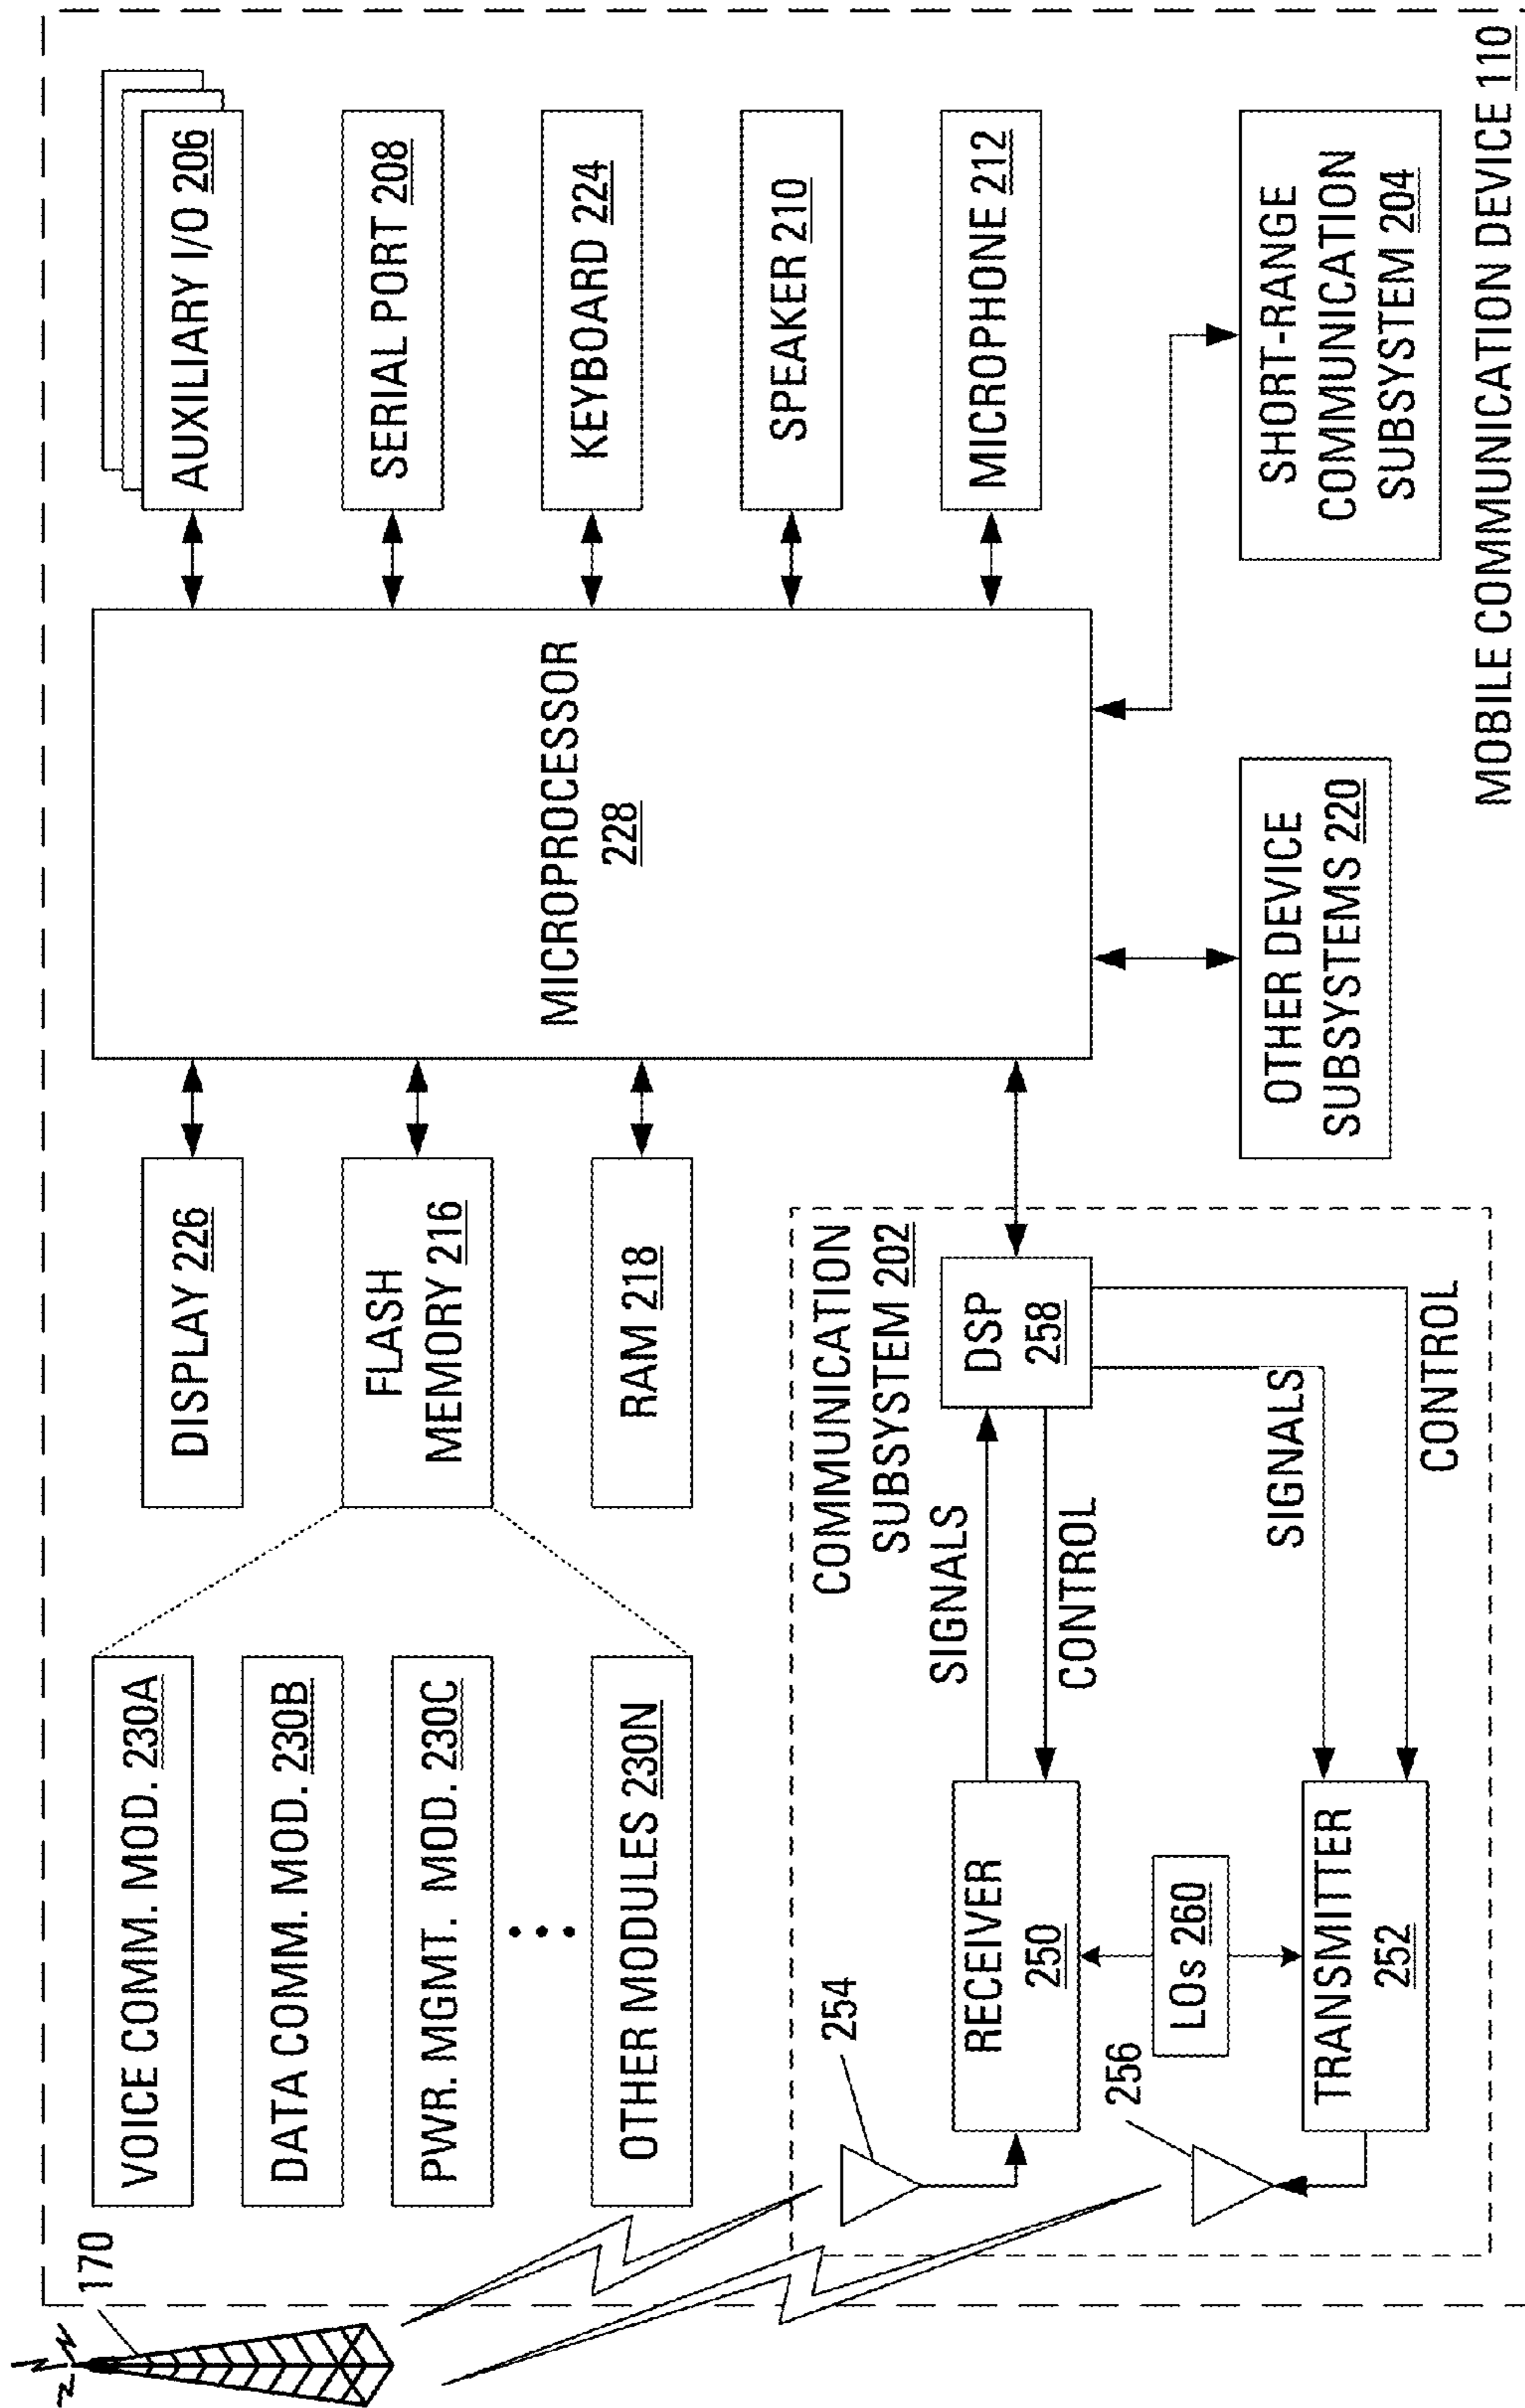 170
VOICE COMM. MOD. 230A
DATA COMM. MOD. 230B
PWR. MGMT. MOD. 230C
OTHER MODULES 230N
DISPLAY 226
FLASH
MEMORY 216
RAM 218
MICROPROCESSOR
228
AUXILIARY I/O 206
SERIAL PORT 208
KEYBOARD 224
SPEAKER 210
MICROPHONE 212
COMMUNICATION
SUBSYSTEM 202
254
RECEIVER
250
SIGNALS
CONTROL
DSP
258
256
LOs 260
TRANSMITTER
252
SIGNALS
CONTROL
OTHER DEVICE
SUBSYSTEMS 220
SHORT-RANGE
COMMUNICATION
SUBSYSTEM 204
MOBILE COMMUNICATION DEVICE 110